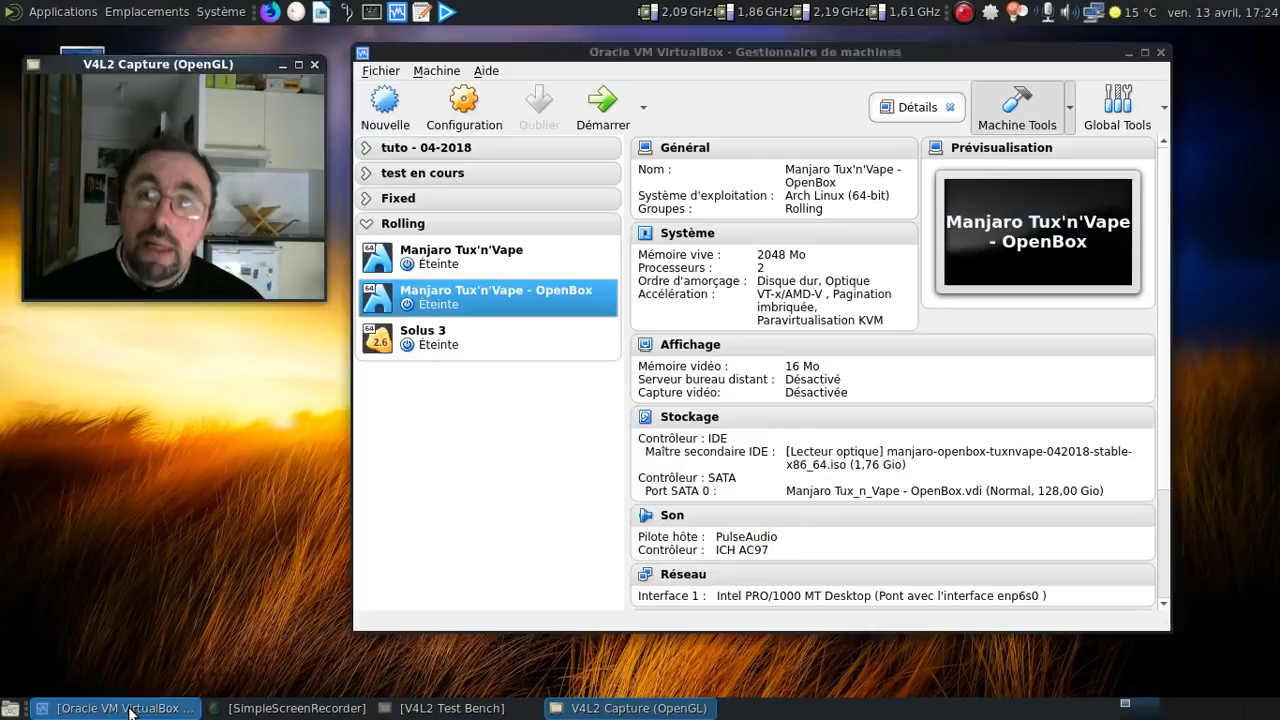 Applications Emplacements Système
2,09 GHz 1,86 GHz 2,19 GHz 1,61 GHz 15 °C ven. 13 avril, 17:24
V4L2 Capture (OpenGL)
Oracle VM VirtualBox - Gestionnaire de machines
Fichier Machine Aide
Nouvelle Configuration Oublier Démarrer
Détails Machine Tools Global Tools
tuto - 04-2018
test en cours
Fixed
Rolling
64 Manjaro Tux'n'Vape
Éteinte
64 Manjaro Tux'n'Vape - OpenBox
Éteinte
64 2.6 Solus 3
Éteinte
Général
Nom : Manjaro Tux'n'Vape -
OpenBox
Système d'exploitation : Arch Linux (64-bit)
Groupes : Rolling
Système
Mémoire vive : 2048 Mo
Processeurs : 2
Ordre d'amorçage : Disque dur, Optique
Accélération : VT-x/AMD-V , Pagination
imbriquée,
Paravirtualisation KVM
Prévisualisation
Manjaro Tux'n'Vape
- OpenBox
Affichage
Mémoire vidéo : 16 Mo
Serveur bureau distant : Désactivé
Capture vidéo: Désactivée
Stockage
Contrôleur : IDE
Maître secondaire IDE : [Lecteur optique] manjaro-openbox-tuxnvape-042018-stable-
x86_64.iso (1,76 Gio)
Contrôleur : SATA
Port SATA 0 : Manjaro Tux_n_Vape - OpenBox.vdi (Normal, 128,00 Gio)
Son
Pilote hôte : PulseAudio
Contrôleur : ICH AC97
Réseau
Interface 1 : Intel PRO/1000 MT Desktop (Pont avec l'interface enp6s0 )
[Oracle VM VirtualBox ... [SimpleScreenRecorder] [V4L2 Test Bench] V4L2 Capture (OpenGL)